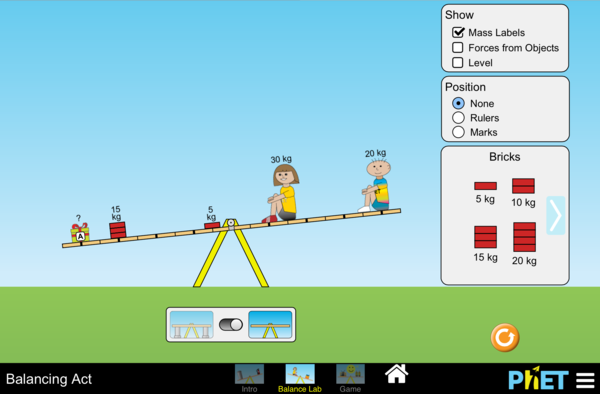 Show
Mass Labels
Forces from Objects
Level
Position
None
Rulers
Marks
Bricks
5 kg
10 kg
15 kg
20 kg
?
A
15
kg
5
kg
30 kg
20 kg
Balancing Act
Intro
Balance Lab
Game
PhET